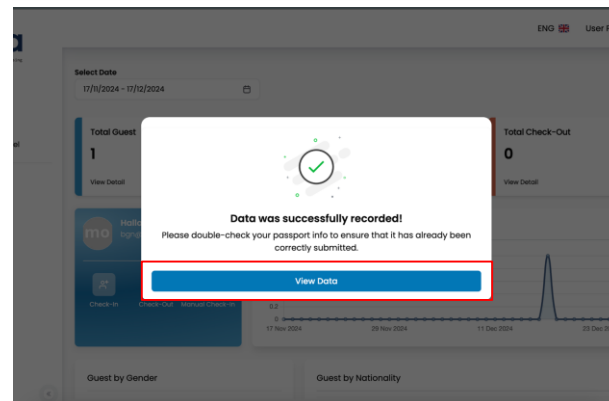 ENG
User
Select Date
17/11/2024 - 17/12/2024
Total Guest
1
View Detail
Total Check-Out
0
View Detail
Data was successfully recorded!
Please double-check your passport info to ensure that it has already been
correctly submitted.
View Data
mo
Check-in
Check-Out
Manual Check-in
0.2
0
17 Nov 2024
29 Nov 2024
11 Dec 2024
23 Dec
Guest by Gender
Guest by Nationality